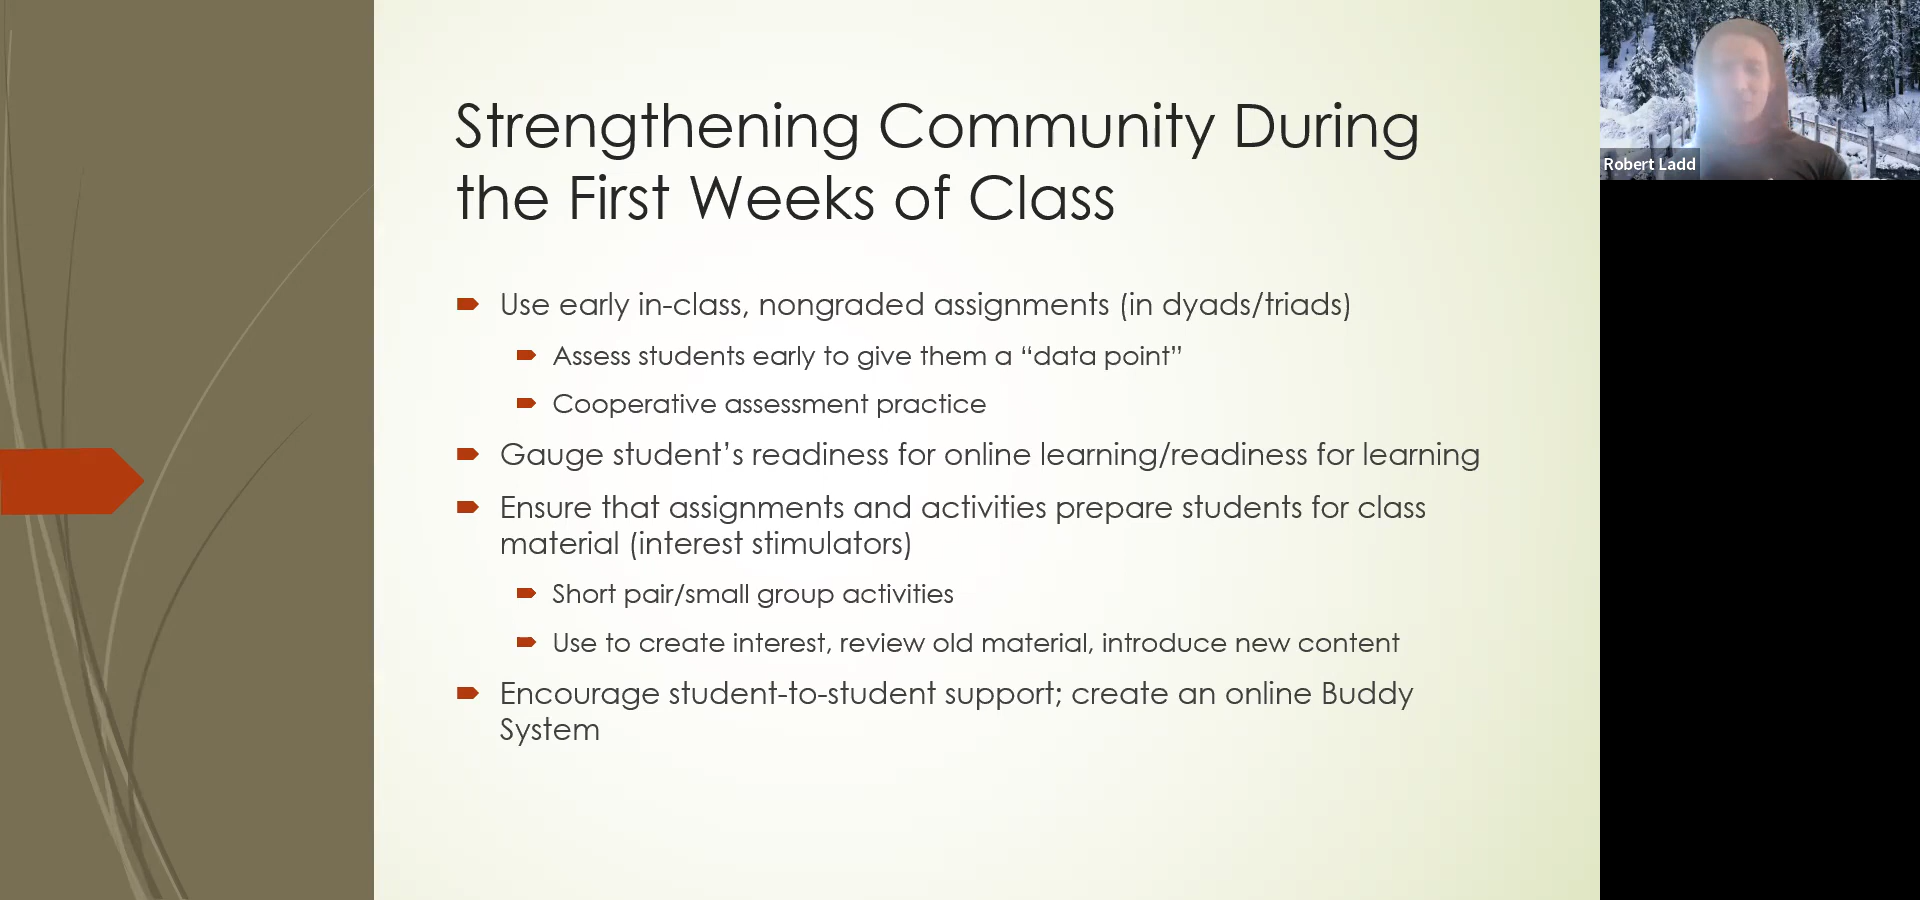 Strengthening Community During
the First Weeks of Class
Use early in-class, nongraded assignments (in dyads/triads)
Assess students early to give them a “data point”
Cooperative assessment practice
Gauge student’s readiness for online learning/readiness for learning
Ensure that assignments and activities prepare students for class
material (interest stimulators)
Short pair/small group activities
Use to create interest, review old material, introduce new content
Encourage student-to-student support; create an online Buddy
System
Robert Ladd